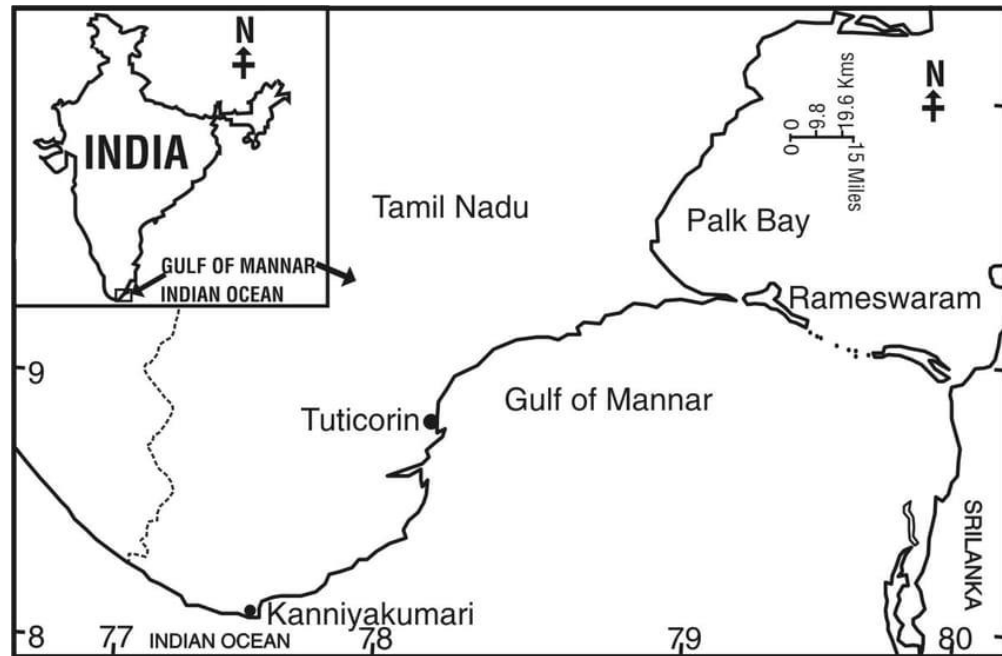 N
INDIA
GULF OF MANNAR
INDIAN OCEAN
Tamil Nadu
Palk Bay
0 9.8 19.6 Kms
0 15 Miles
N
Rameswaram
9
Gulf of Mannar
Tuticorin
SRILANKA
Kanniyakumari
8 77 INDIAN OCEAN 78 79 80